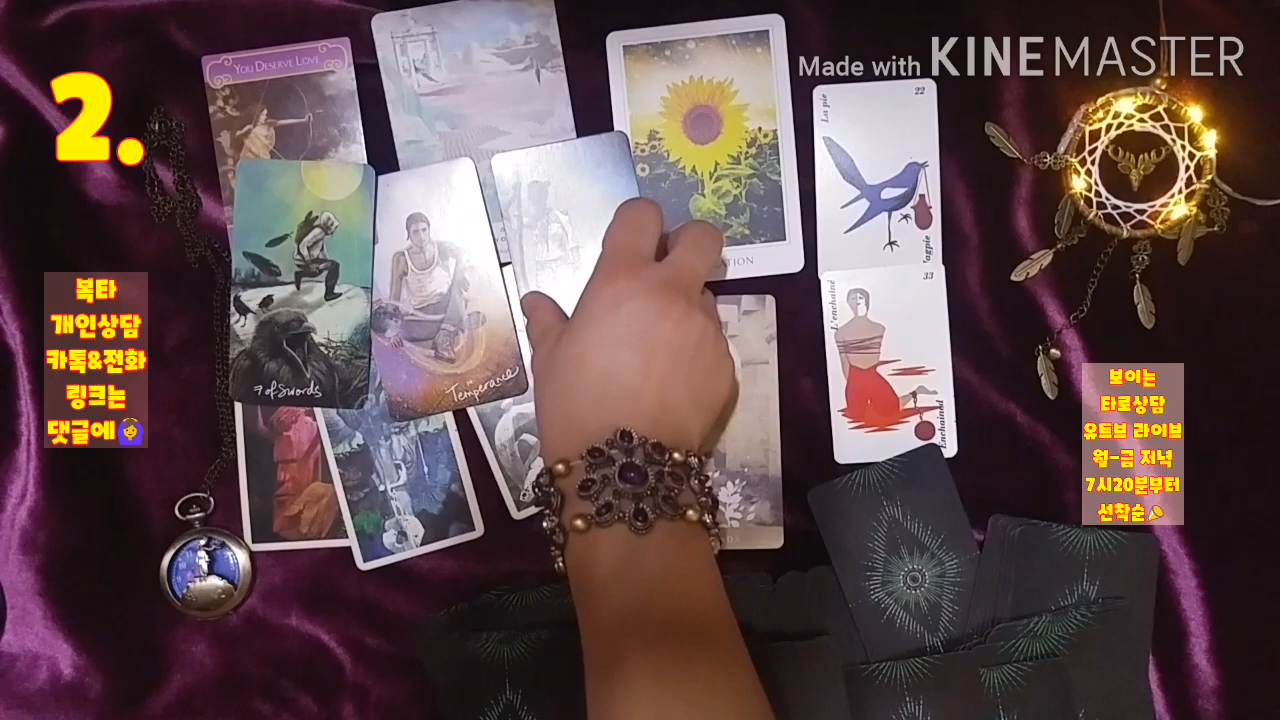 Made with KINEMASTER
2.
YOU DESERVE LOVE
22
La pie
Magpie
33
L'enchainé
Enchained
7 of Swords
Temperance
복타
개인상담
카톡&전화
링크는
댓글에🙆‍♀️
보이는
타로상담
유트브 라이브
월-금 저녁
7시20분부터
선착순